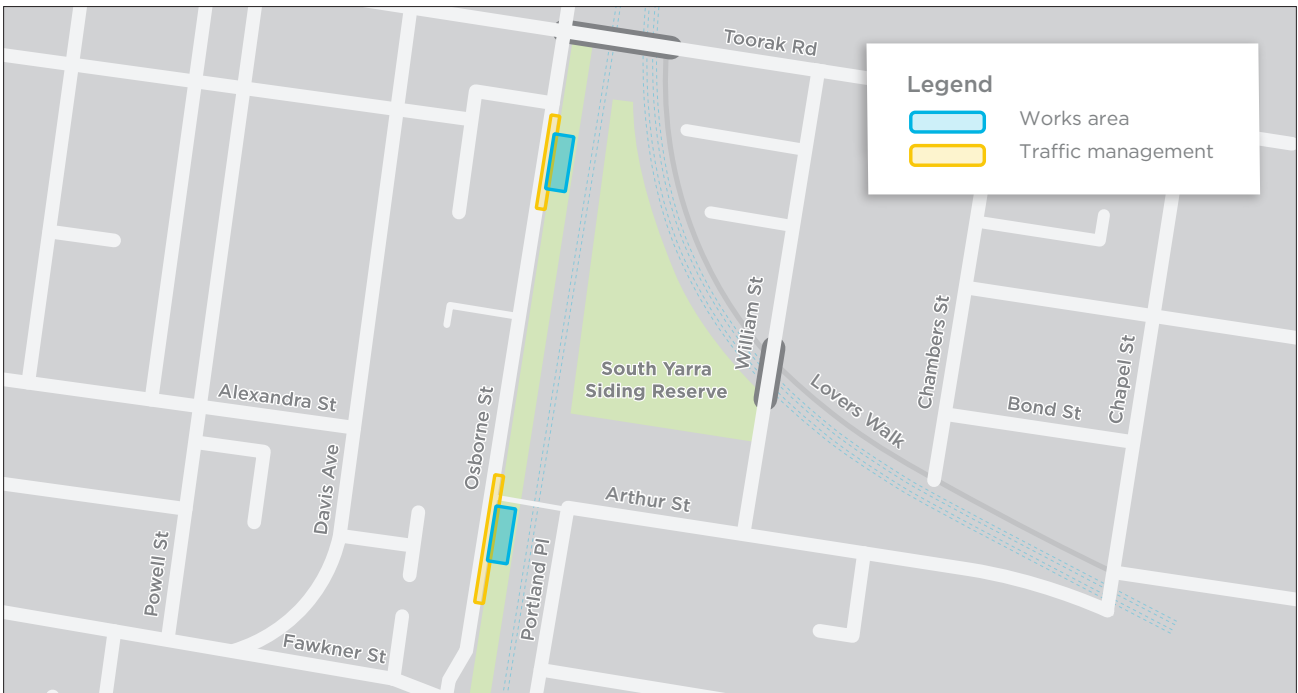 Toorak Rd
Legend
Works area
Traffic management
William St
South Yarra
Siding Reserve
Chambers St
Chapel St
Lovers Walk
Alexandra St
Bond St
Osborne St
Davis Ave
Arthur St
Powell St
Portland Pl
Fawkner St